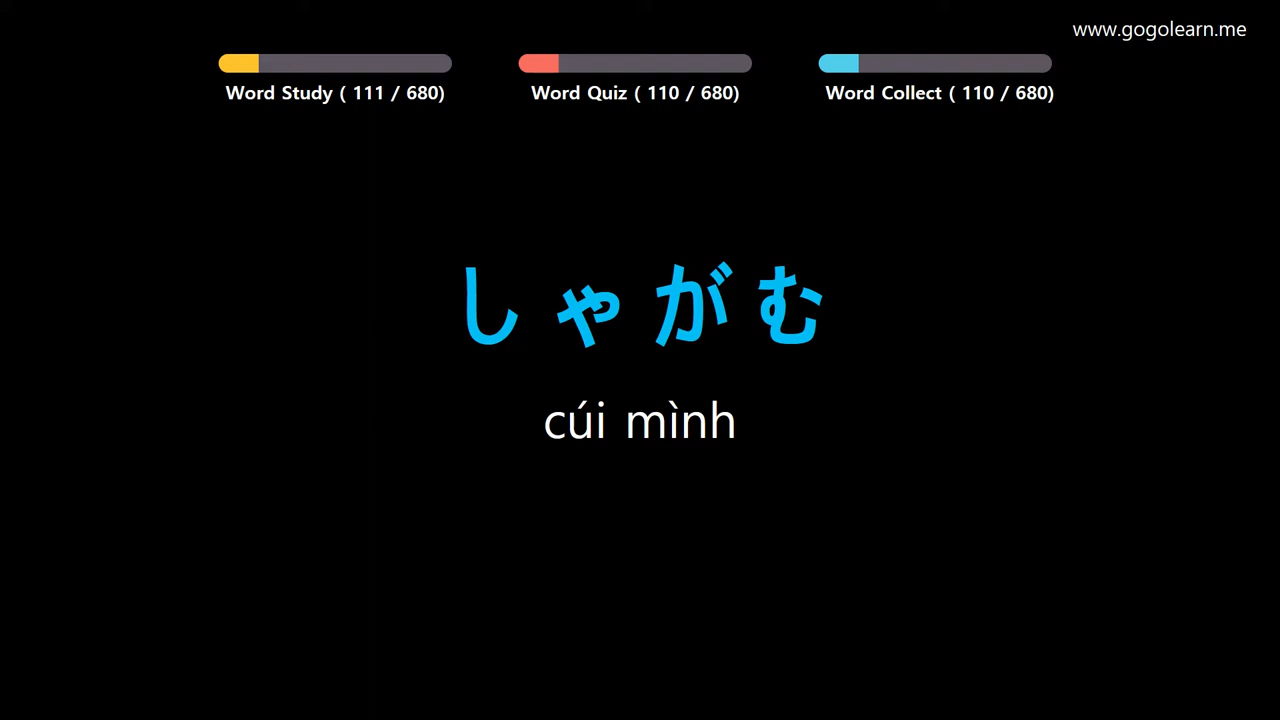 www.gogolearn.me
Word Study ( 111 / 680)
Word Quiz ( 110 / 680)
Word Collect ( 110 / 680)
しゃがむ
cúi mình